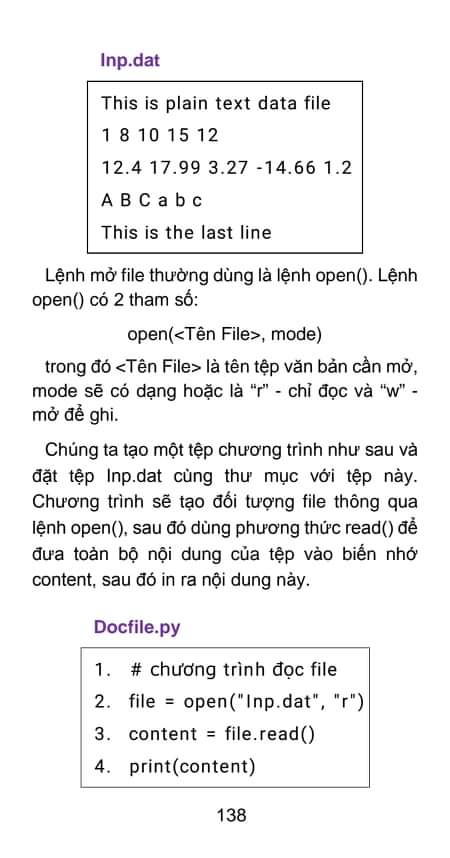 Inp.dat
This is plain text data file
1 8 10 15 12
12.4 17.99 3.27 -14.66 1.2
A B C a b c
This is the last line
Lệnh mở file thường dùng là lệnh open(). Lệnh
open() có 2 tham số:
open(<Tên File>, mode)
trong đó <Tên File> là tên tệp văn bản cần mở,
mode sẽ có dạng hoặc là “r” - chỉ đọc và “w” -
mở để ghi.
Chúng ta tạo một tệp chương trình như sau và
đặt tệp Inp.dat cùng thư mục với tệp này.
Chương trình sẽ tạo đối tượng file thông qua
lệnh open(), sau đó dùng phương thức read() để
đưa toàn bộ nội dung của tệp vào biến nhớ
content, sau đó in ra nội dung này.
Docfile.py
1. # chương trình đọc file
2. file = open("Inp.dat", "r")
3. content = file.read()
4. print(content)
138